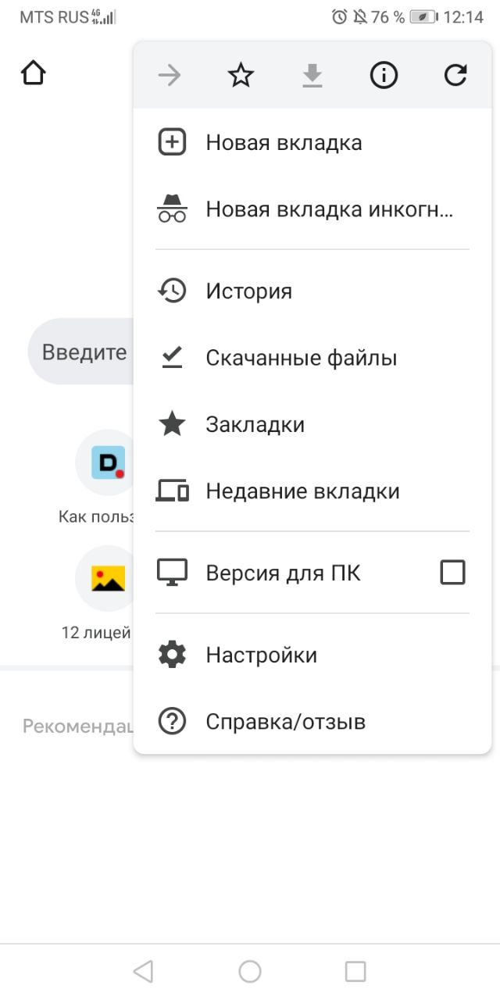 MTS RUS 4G 76 % 12:14
Новая вкладка
Новая вкладка инкогн...
История
Введите
Скачанные файлы
Закладки
D.
Недавние вкладки
Как польз
Версия для ПК
12 лицей
Настройки
Справка/отзыв
Рекомендац